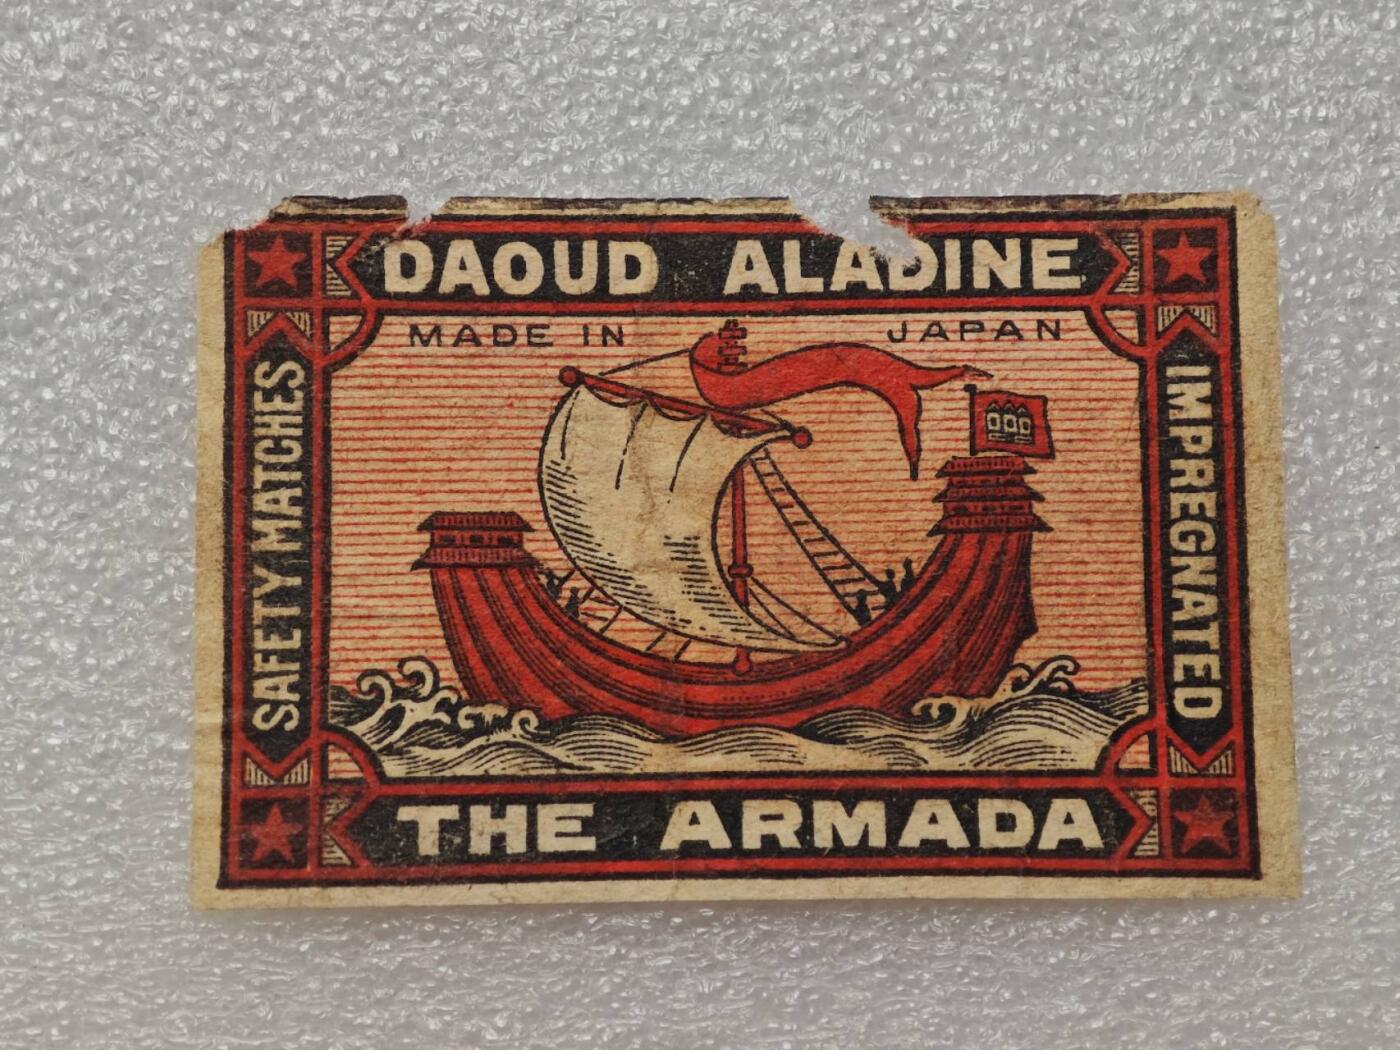 DAOUD ALADINE
MADE IN JAPAN
SAFETY MATCHES
IMPREGNATED
THE ARMADA